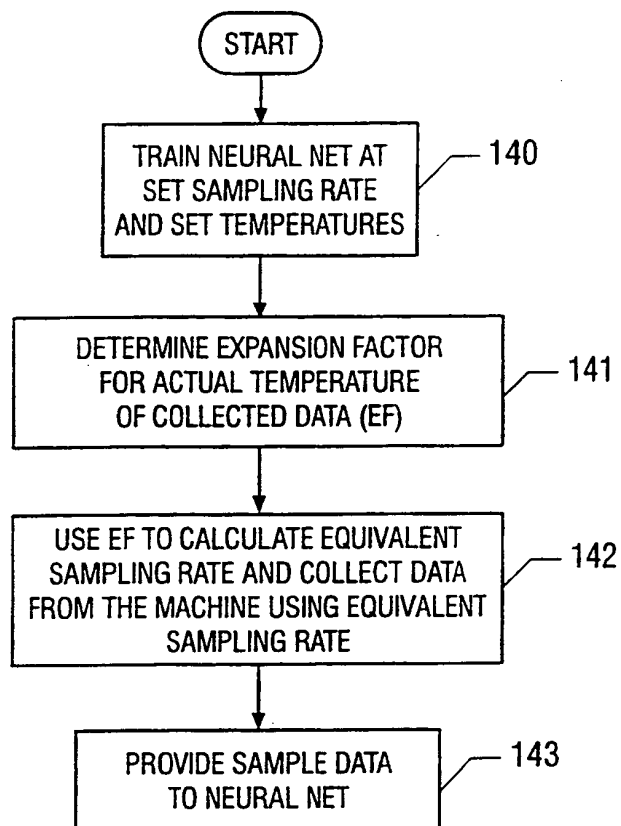 START
TRAIN NEURAL NET AT
SET SAMPLING RATE
AND SET TEMPERATURES
140
DETERMINE EXPANSION FACTOR
FOR ACTUAL TEMPERATURE
OF COLLECTED DATA (EF)
141
USE EF TO CALCULATE EQUIVALENT
SAMPLING RATE AND COLLECT DATA
FROM THE MACHINE USING EQUIVALENT
SAMPLING RATE
142
PROVIDE SAMPLE DATA
TO NEURAL NET
143